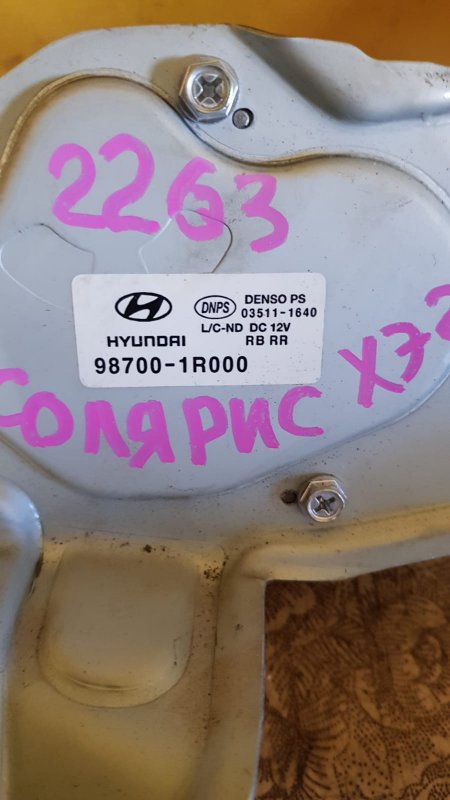 2263
DNPS DENSO PS
03511-1640
HYUNDAI L/C-ND DC 12V
RB RR
98700-1R000
СОЛЯРИС